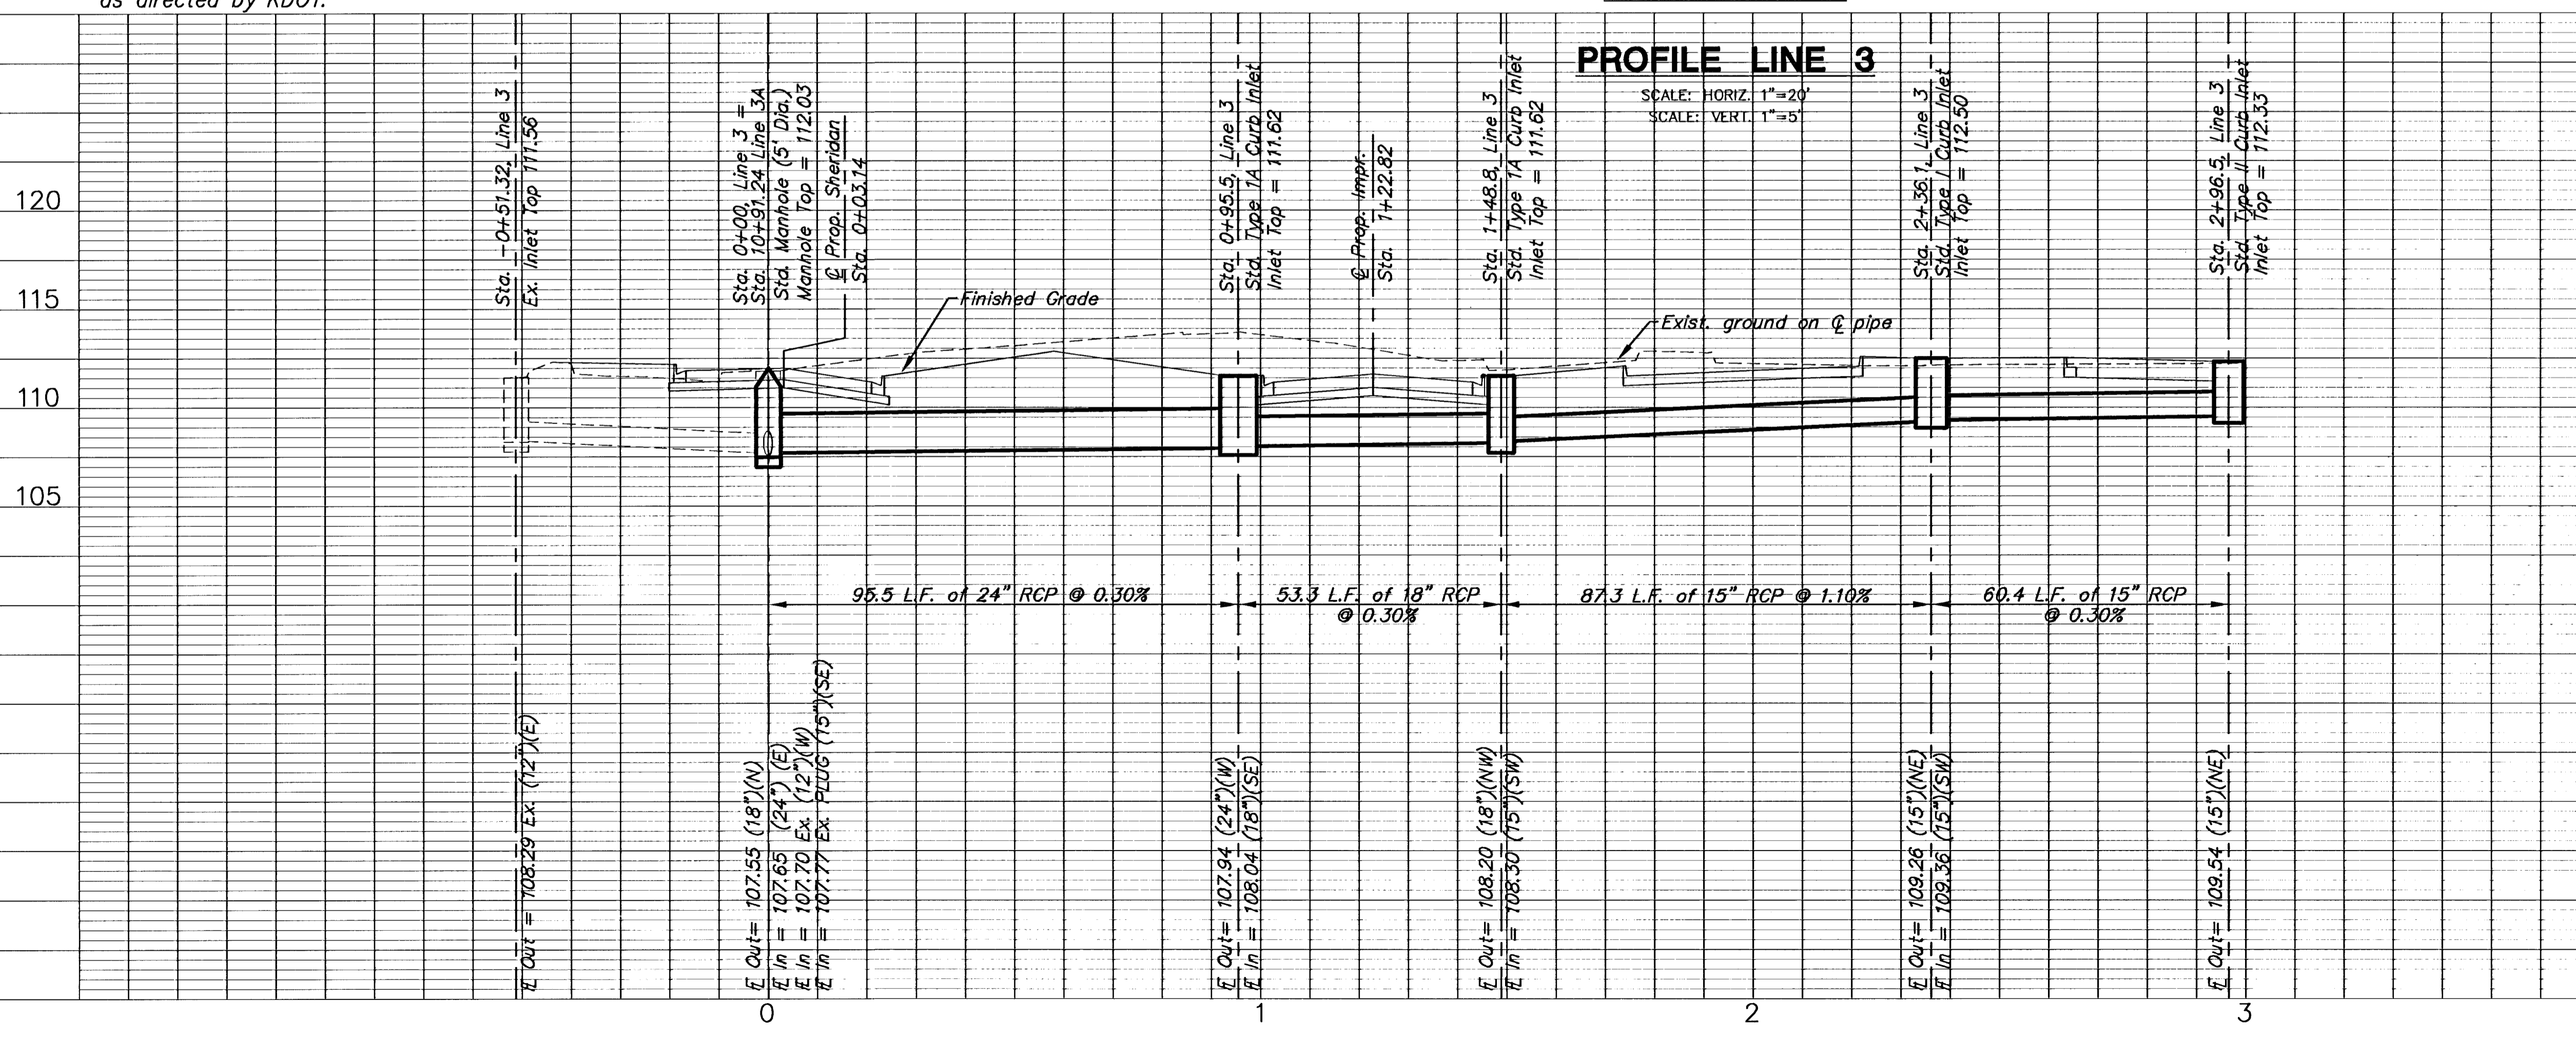 as directed by KDOT.
PROFILE LINE 3
SCALE: HORIZ. 1"=20'
SCALE: VERT. 1"=5'
Sta. -0+51.32, Line 3
Ex. Inlet Top 111.56
Sta. 0+00, Line 3 =
Sta. 10+91.24 Line 3A
Std. Manhole (5' Dia.)
Manhole Top = 112.03
℄ Prop. Sheridan
Sta. 0+03.14
Sta. 0+95.5, Line 3
Std. Type 1A Curb Inlet
Inlet Top = 111.62
℄ Prop. Impr.
Sta. 1+22.82
Sta. 1+48.8, Line 3
Std. Type 1A Curb Inlet
Inlet Top = 111.62
Sta. 2+36.1, Line 3
Std. Type I Curb Inlet
Inlet Top = 112.50
Sta. 2+96.5, Line 3
Std. Type II Curb Inlet
Inlet Top = 112.33
120
115
110
105
Finished Grade
Exist. ground on ℄ pipe
95.5 L.F. of 24" RCP @ 0.30%
53.3 L.F. of 18" RCP
@ 0.30%
87.3 L.F. of 15" RCP @ 1.10%
60.4 L.F. of 15" RCP
@ 0.30%
FL Out = 108.29 Ex. (12")(E)
FL Out= 107.55 (18")(N)
FL In = 107.65 (24") (E)
FL In = 107.70 Ex. (12")(W)
FL In = 107.77 Ex. PLUG (15")(SE)
FL Out= 107.94 (24")(W)
FL In = 108.04 (18")(SE)
FL Out= 108.20 (18")(NW)
FL In = 108.30 (15")(SW)
FL Out= 109.26 (15")(NE)
FL In = 109.36 (15")(SW)
FL Out= 109.54 (15")(NE)
0
1
2
3